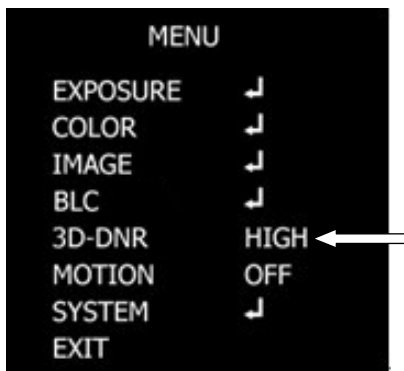 MENU
EXPOSURE ↲
COLOR ↲
IMAGE ↲
BLC ↲
3D-DNR HIGH
MOTION OFF
SYSTEM ↲
EXIT